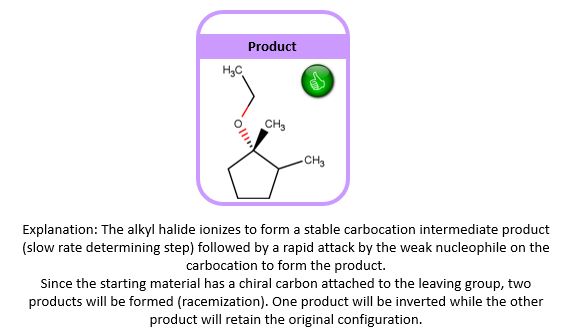 Product
H₃C
O
CH₃
CH₃
Explanation: The alkyl halide ionizes to form a stable carbocation intermediate product
(slow rate determining step) followed by a rapid attack by the weak nucleophile on the
carbocation to form the product.
Since the starting material has a chiral carbon attached to the leaving group, two
products will be formed (racemization). One product will be inverted while the other
product will retain the original configuration.